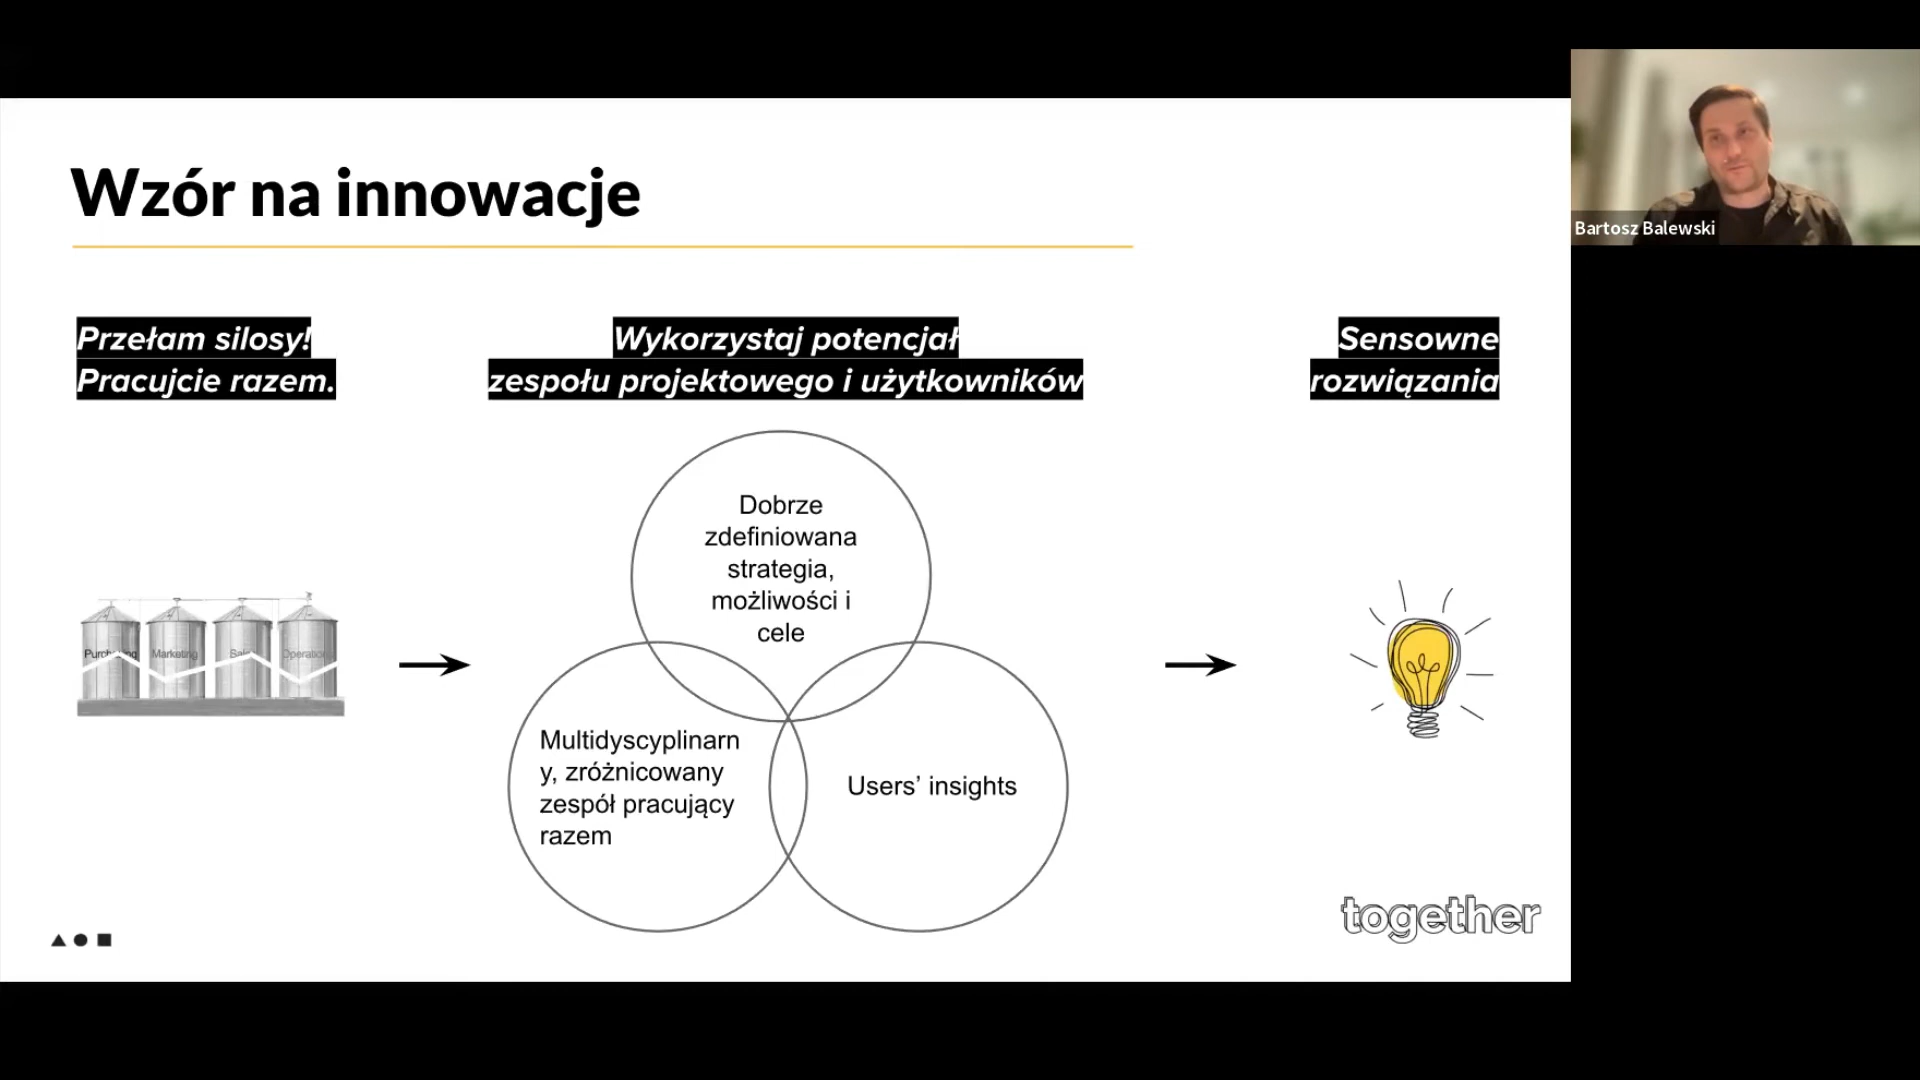 Wzór na innowacje
Bartosz Balewski
Przełam silosy!
Pracujcie razem.
Wykorzystaj potencjał
zespołu projektowego i użytkowników
Sensowne
rozwiązania
Dobrze
zdefiniowana
strategia,
możliwości i
cele
Marketing
Multidyscyplinarn
y, zróżnicowany
zespół pracujący
razem
Users’ insights
together